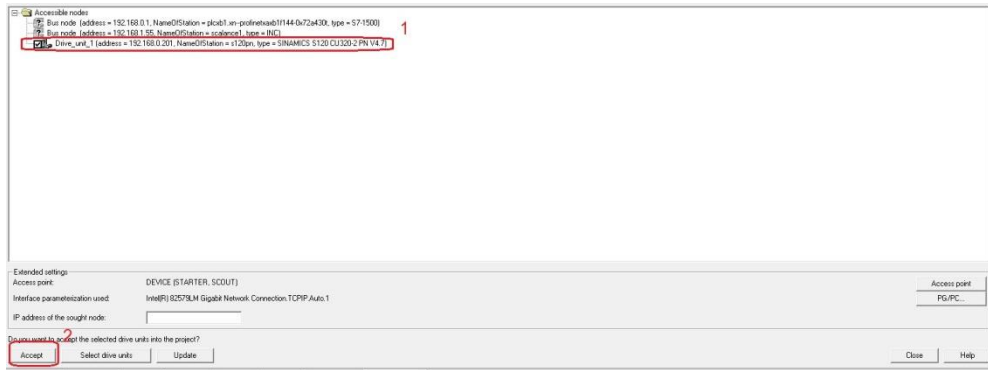 Accessible nodes
Bus node (address = 192.168.0.1, NameOfStation = plcxb1.xn--profinetxaxb1f144-0x72a430t, type = S7-1500)
1
Bus node (address = 192.168.1.55, NameOfStation = scalance1, type = INC)
Drive_unit_1 (address = 192.168.0.201, NameOfStation = s120pn, type = SINAMICS S120 CU320-2 PN V4.7)
Extended settings
Access point: DEVICE (STARTER, SCOUT) Access point
Interface parameterization used: Intel(R) 82579LM Gigabit Network Connection.TCPIP.Auto.1 PG/PC...
IP address of the sought node:
Do you want to accept the selected drive units into the project?
2
Accept Select drive units Update Close Help